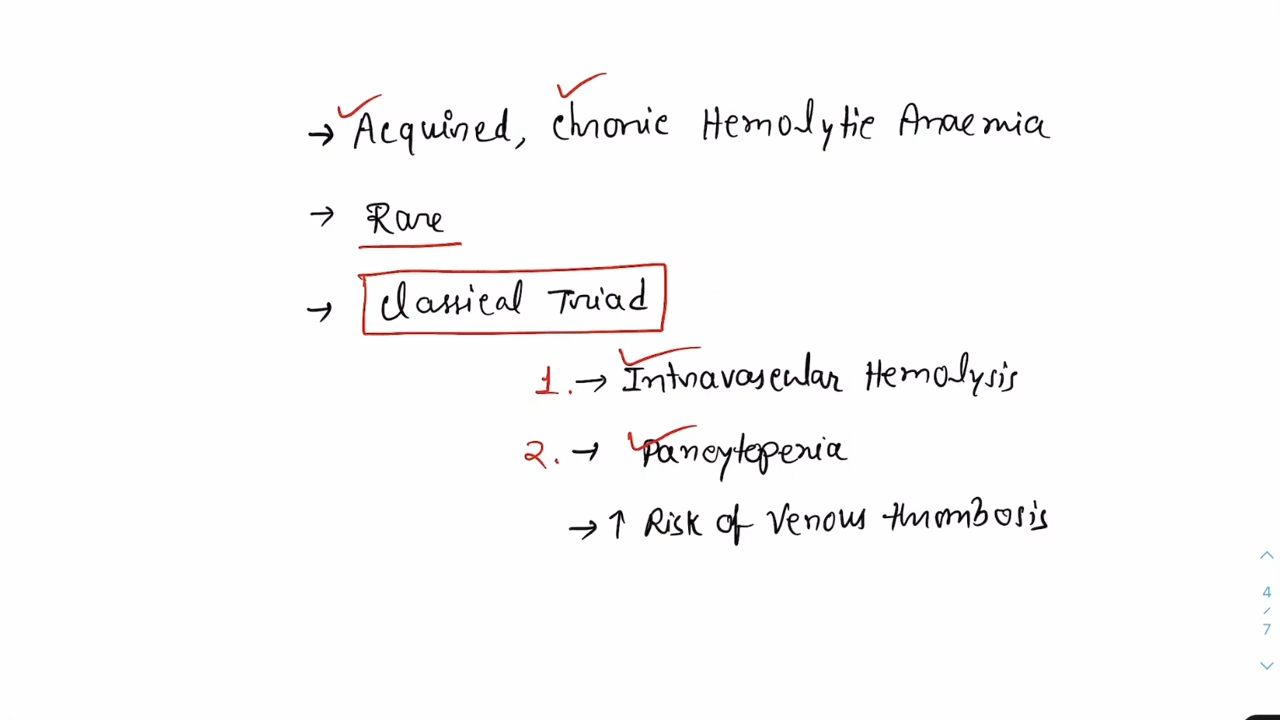 → Acquired, Chronic Hemolytic Anaemia
→ Rare
→ Classical Triad
1. → Intravascular Hemolysis
2. → Pancytopenia
→ ↑ Risk of Venous thrombosis
4
/
7